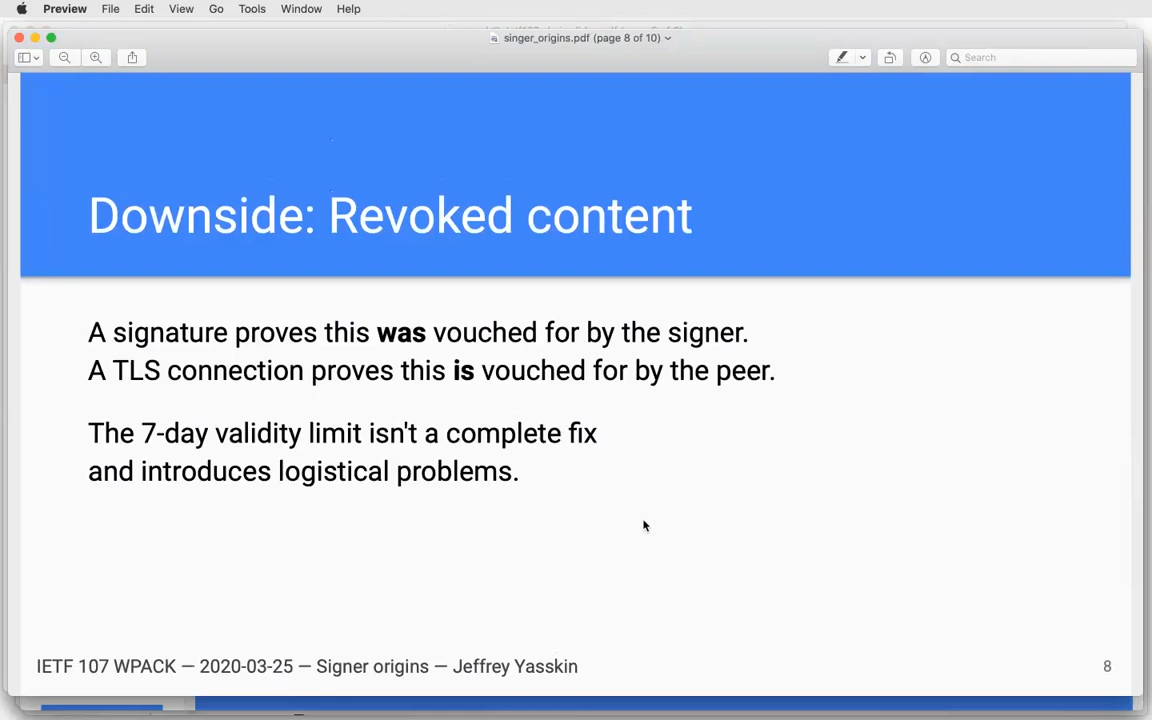 Preview File Edit View Go Tools Window Help
singer_origins.pdf (page 8 of 10)
Search
Downside: Revoked content
A signature proves this was vouched for by the signer.
A TLS connection proves this is vouched for by the peer.
The 7-day validity limit isn't a complete fix
and introduces logistical problems.
IETF 107 WPACK — 2020-03-25 — Signer origins — Jeffrey Yasskin
8